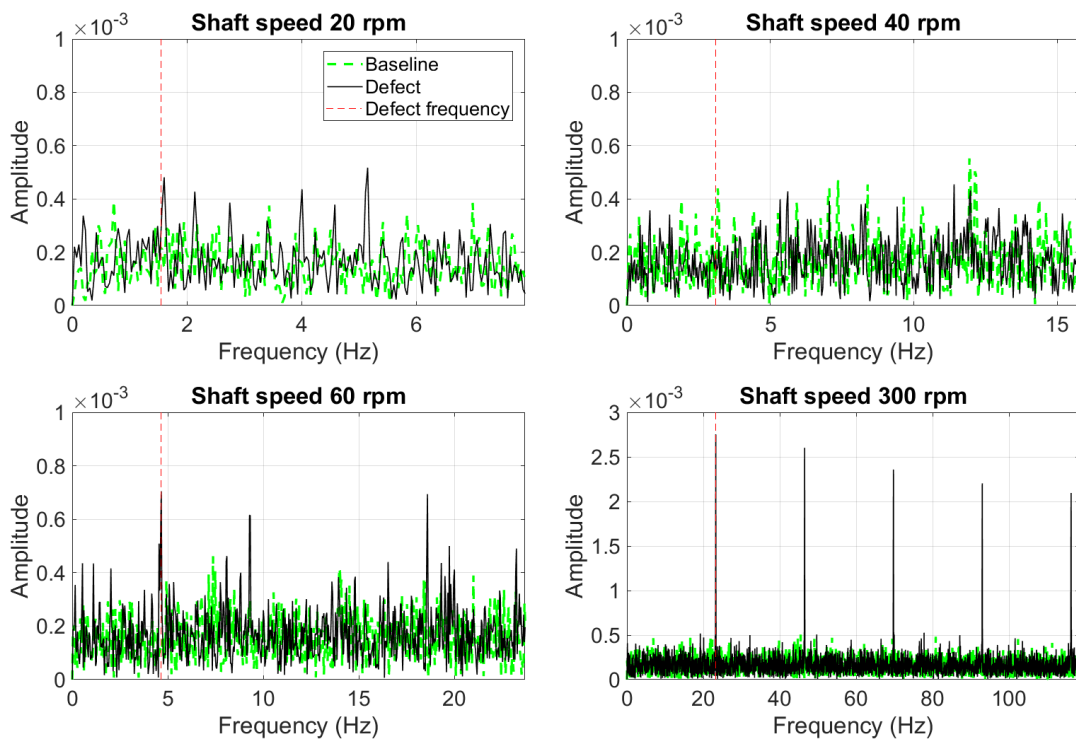 Shaft speed 20 rpm
×10⁻³
1
0.8
0.6
0.4
0.2
0
Amplitude
Baseline
Defect
Defect frequency
0 2 4 6
Frequency (Hz)
Shaft speed 40 rpm
×10⁻³
1
0.8
0.6
0.4
0.2
0
Amplitude
0 5 10 15
Frequency (Hz)
Shaft speed 60 rpm
×10⁻³
1
0.8
0.6
0.4
0.2
0
Amplitude
0 5 10 15 20
Frequency (Hz)
Shaft speed 300 rpm
×10⁻³
3
2.5
2
1.5
1
0.5
0
Amplitude
0 20 40 60 80 100
Frequency (Hz)